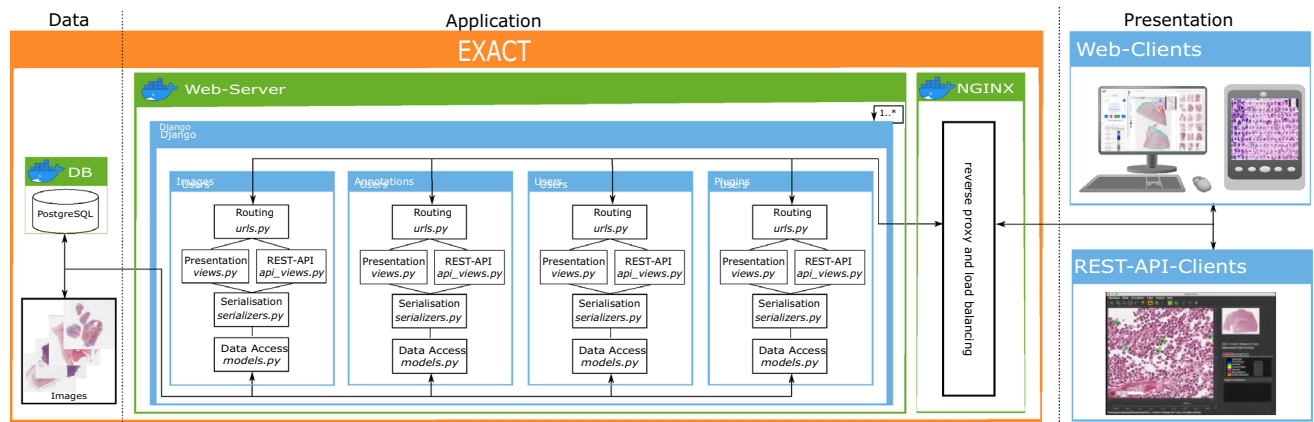 Data
Application
Presentation
EXACT
Web-Server
NGINX
Web-Clients
1..*
Django
Django
DB
PostgreSQL
Images
Images
Users
Routing
urls.py
Presentation
views.py
REST-API
api_views.py
Serialisation
serializers.py
Data Access
models.py
Annotations
Users
Routing
urls.py
Presentation
views.py
REST-API
api_views.py
Serialisation
serializers.py
Data Access
models.py
Users
Users
Routing
urls.py
Presentation
views.py
REST-API
api_views.py
Serialisation
serializers.py
Data Access
models.py
Plugins
Users
Routing
urls.py
Presentation
views.py
REST-API
api_views.py
Serialisation
serializers.py
Data Access
models.py
reverse proxy and load balancing
REST-API-Clients